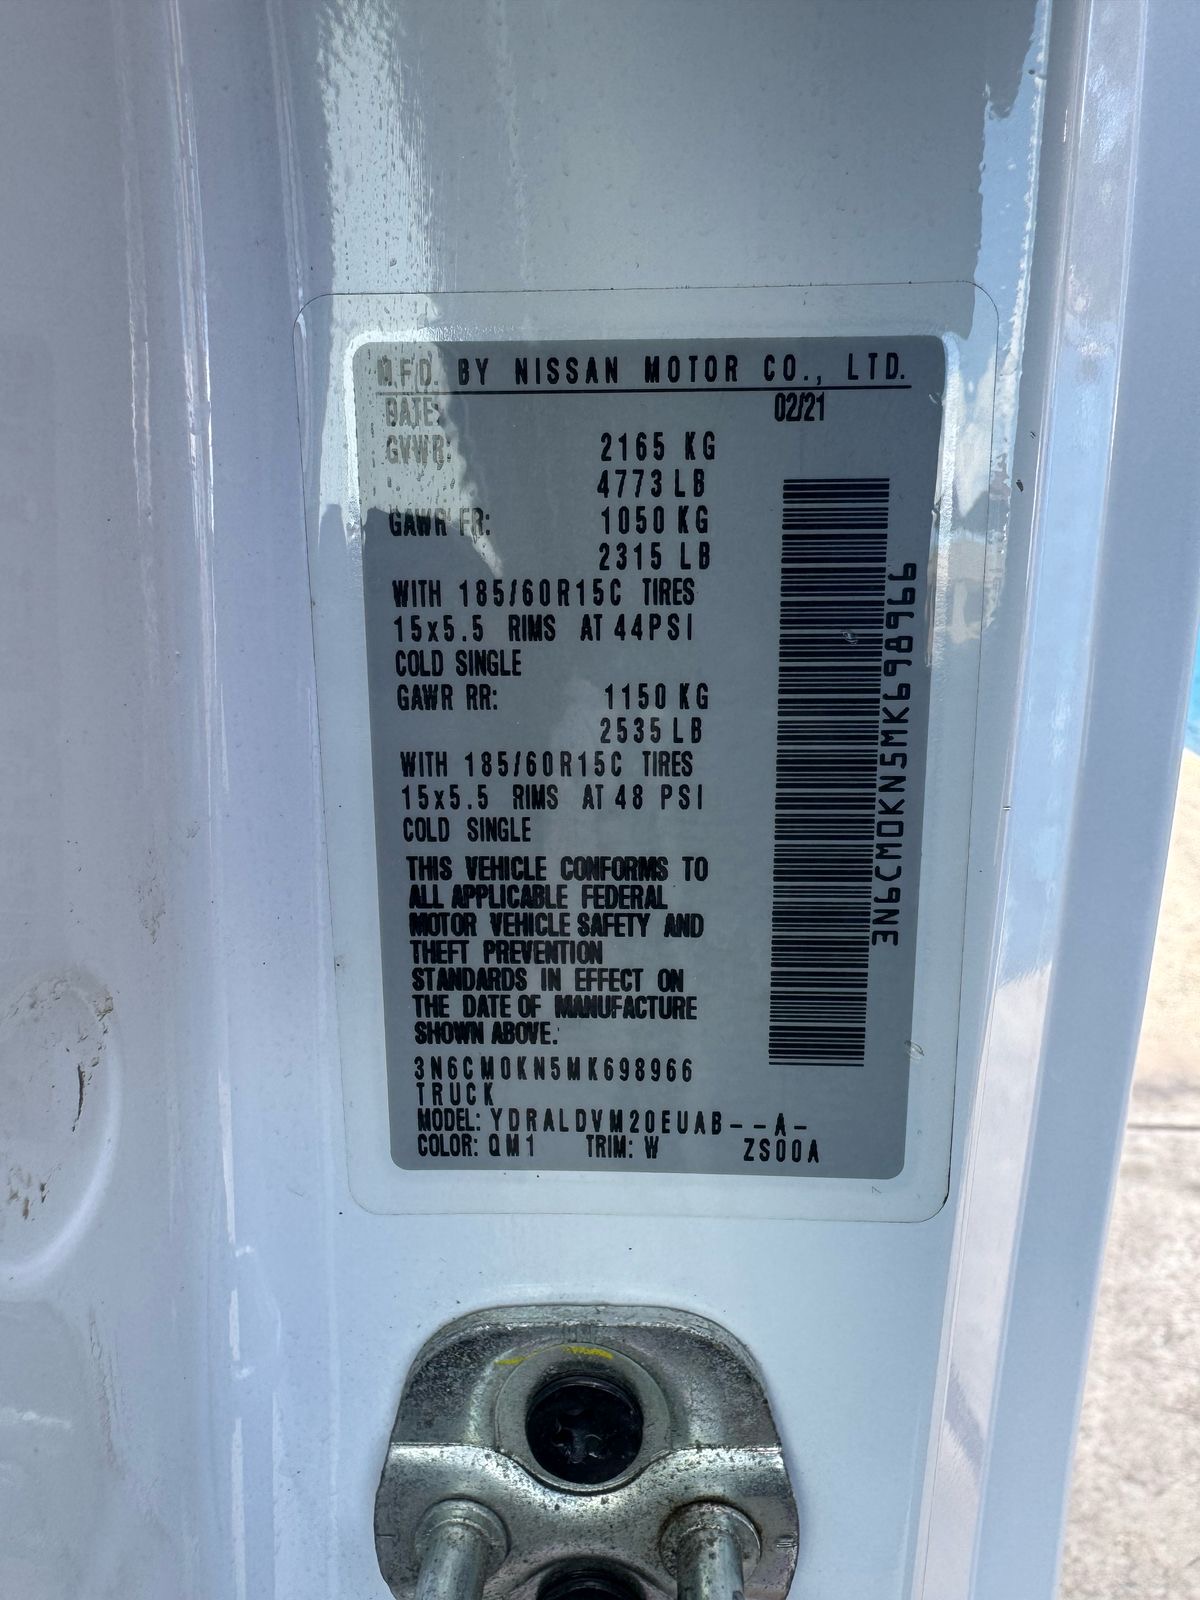 MFD. BY NISSAN MOTOR CO., LTD.
DATE: 02/21
GVWR: 2165 KG
4773 LB
GAWR FR: 1050 KG
2315 LB
WITH 185/60R15C TIRES
15x5.5 RIMS AT 44PSI
COLD SINGLE
GAWR RR: 1150 KG
2535 LB
WITH 185/60R15C TIRES
15x5.5 RIMS AT 48 PSI
COLD SINGLE
THIS VEHICLE CONFORMS TO
ALL APPLICABLE FEDERAL
MOTOR VEHICLE SAFETY AND
THEFT PREVENTION
STANDARDS IN EFFECT ON
THE DATE OF MANUFACTURE
SHOWN ABOVE.
3N6CM0KN5MK698966
TRUCK
MODEL: YDRALDVM20EUAB---A-
COLOR: QM1 TRIM: W ZS00A
3N6CM0KN5MK698966